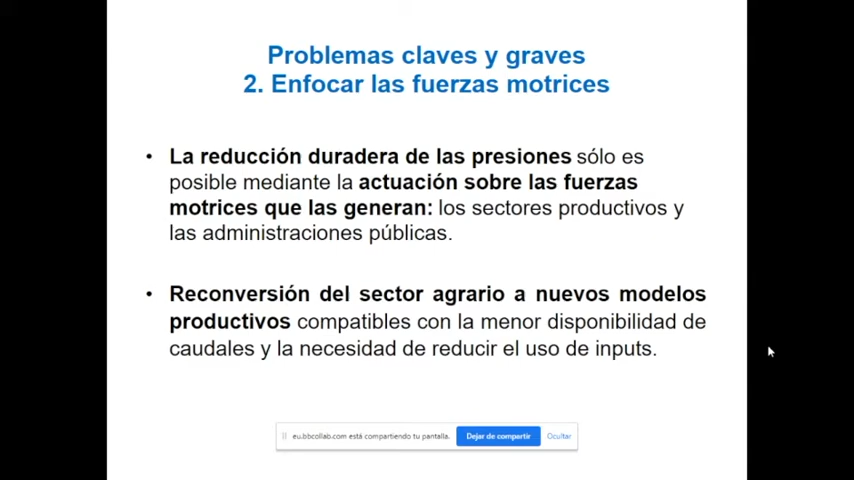 Problemas claves y graves
2. Enfocar las fuerzas motrices
• La reducción duradera de las presiones sólo es
posible mediante la actuación sobre las fuerzas
motrices que las generan: los sectores productivos y
las administraciones públicas.
• Reconversión del sector agrario a nuevos modelos
productivos compatibles con la menor disponibilidad de
caudales y la necesidad de reducir el uso de inputs.
eu.bbcollab.com está compartiendo tu pantalla. Dejar de compartir Ocultar